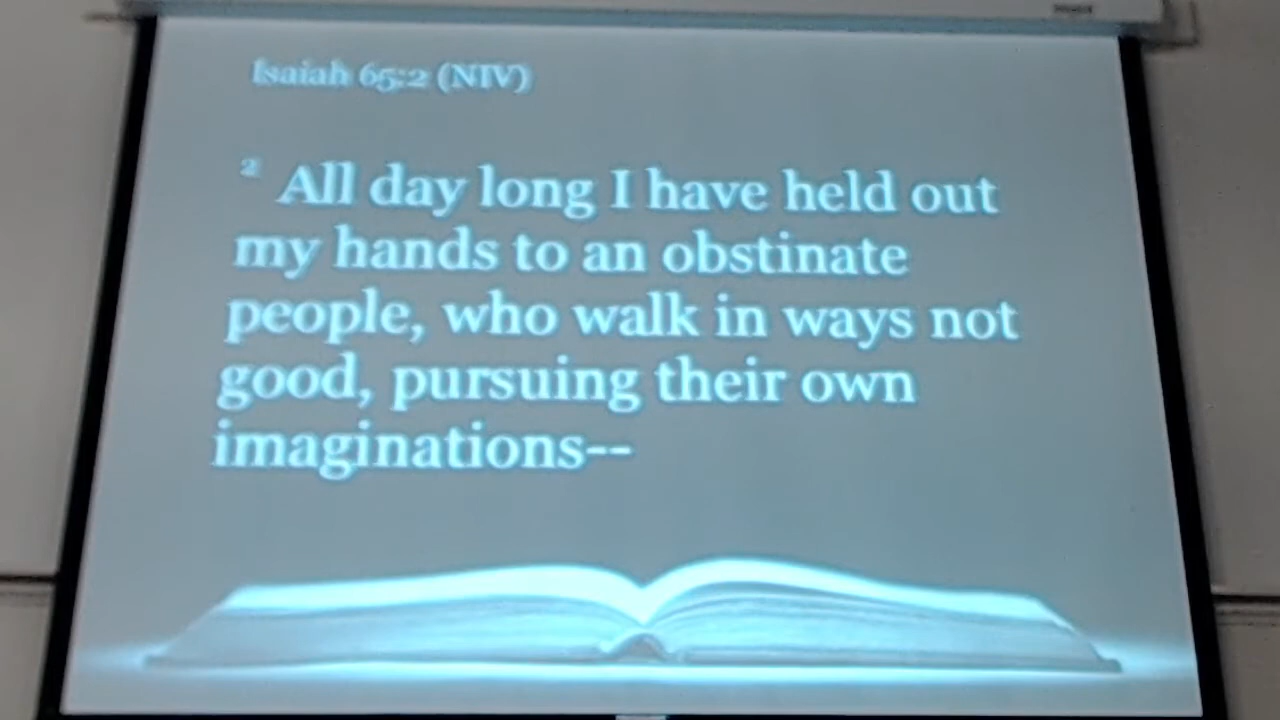 Isaiah 65:2 (NIV)
2 All day long I have held out
my hands to an obstinate
people, who walk in ways not
good, pursuing their own
imaginations--